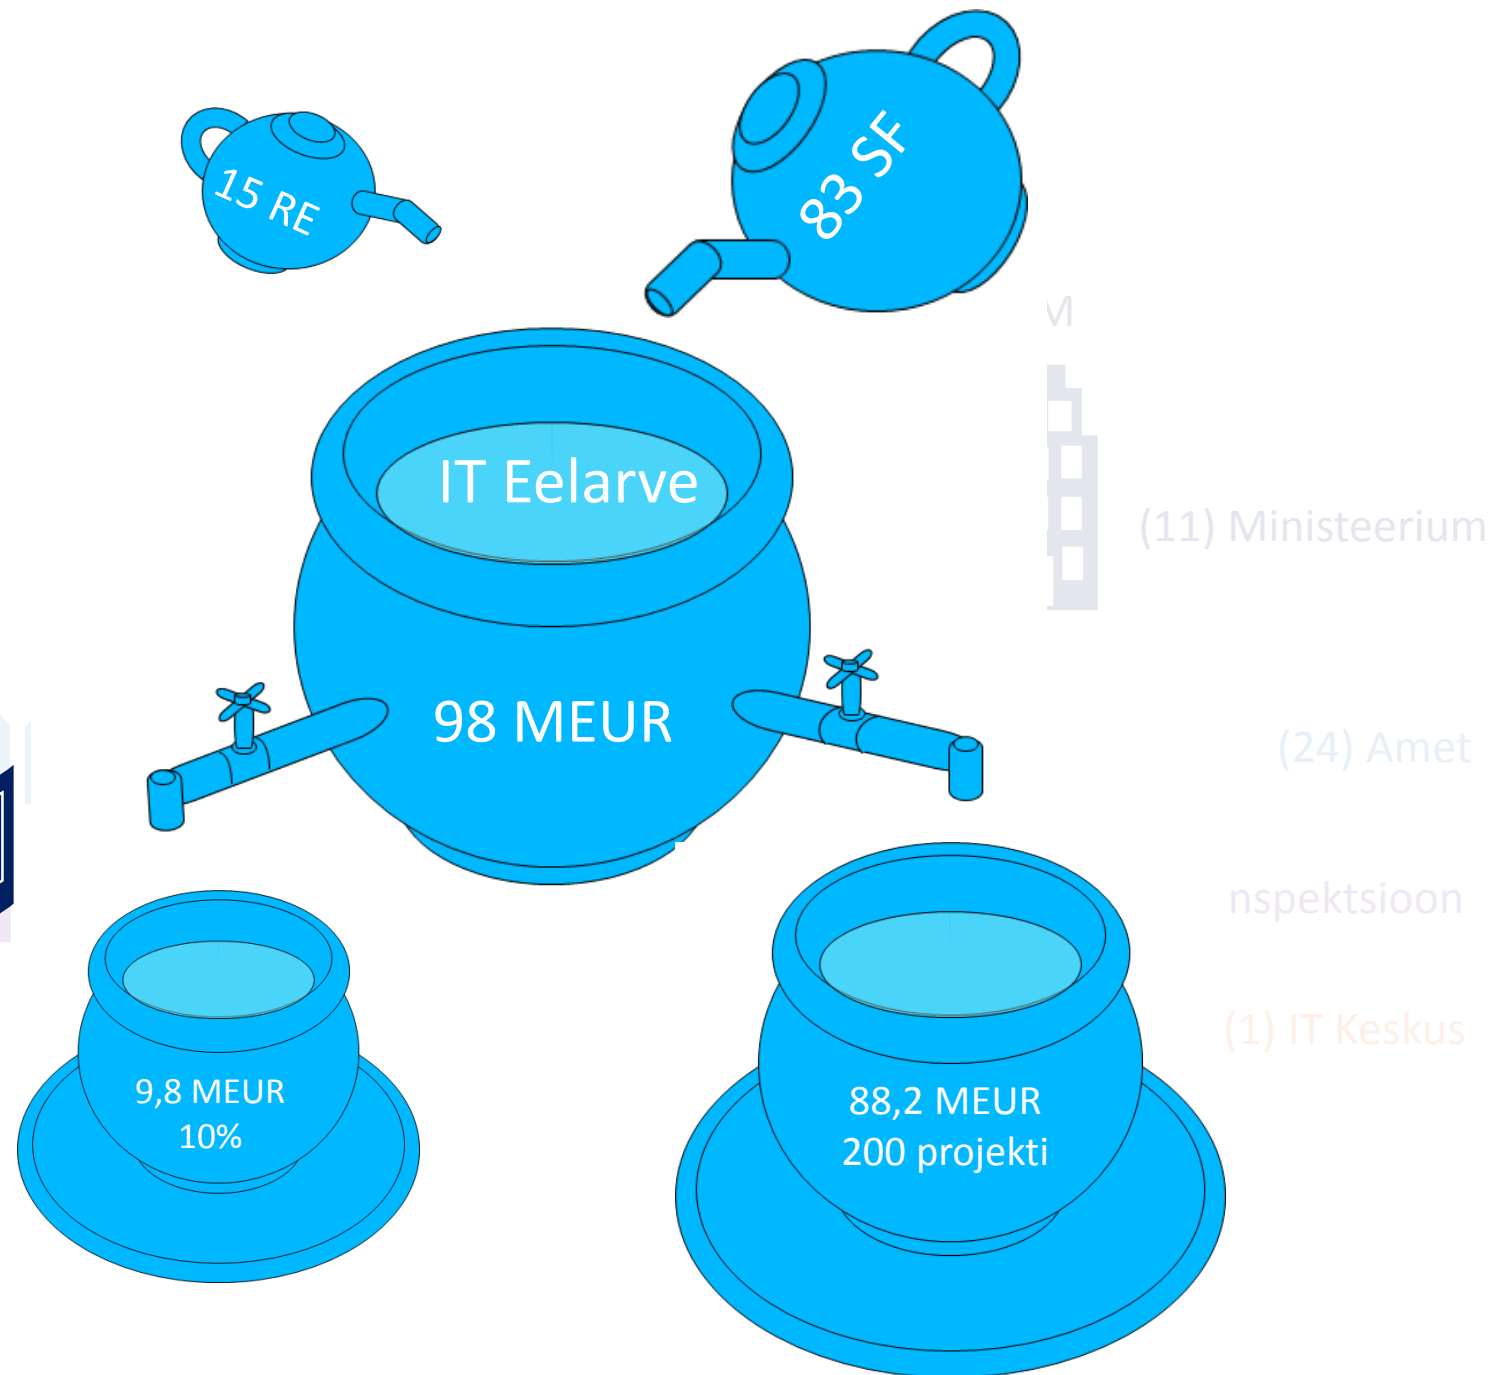 15 RE
83 SF
M
IT Eelarve
(11) Ministeerium
98 MEUR
(24) Amet
nspektsioon
(1) IT Keskus
9,8 MEUR
10%
88,2 MEUR
200 projekti